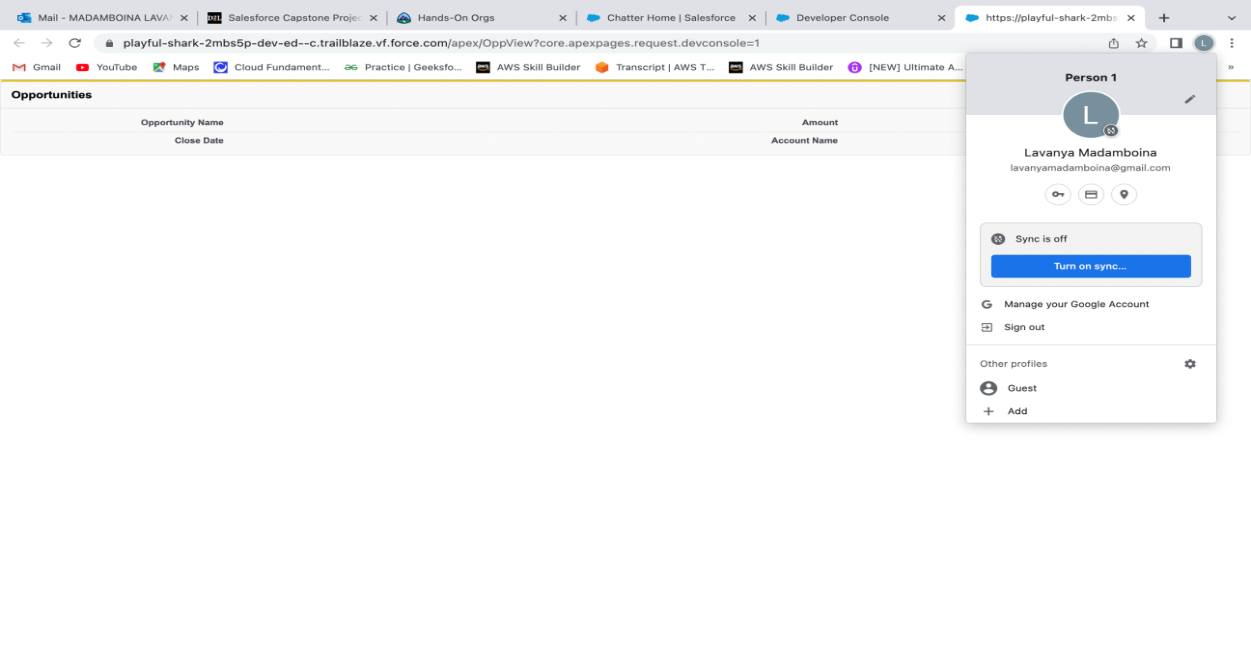 Mail - MADAMBOINA LAVAN
D2L Salesforce Capstone Projec
Hands-On Orgs
Chatter Home | Salesforce
Developer Console
https://playful-shark-2mbs
playful-shark-2mbs5p-dev-ed--c.trailblaze.vf.force.com/apex/OppView?core.apexpages.request.devconsole=1
L
Gmail
YouTube
Maps
Cloud Fundament...
Practice | Geeksfo...
aws AWS Skill Builder
Transcript | AWS T...
aws AWS Skill Builder
[NEW] Ultimate A...
»
Opportunities
Opportunity Name
Amount
Close Date
Account Name
Person 1
L
Lavanya Madamboina
lavanyamadamboina@gmail.com
Sync is off
Turn on sync...
G Manage your Google Account
Sign out
Other profiles
Guest
Add